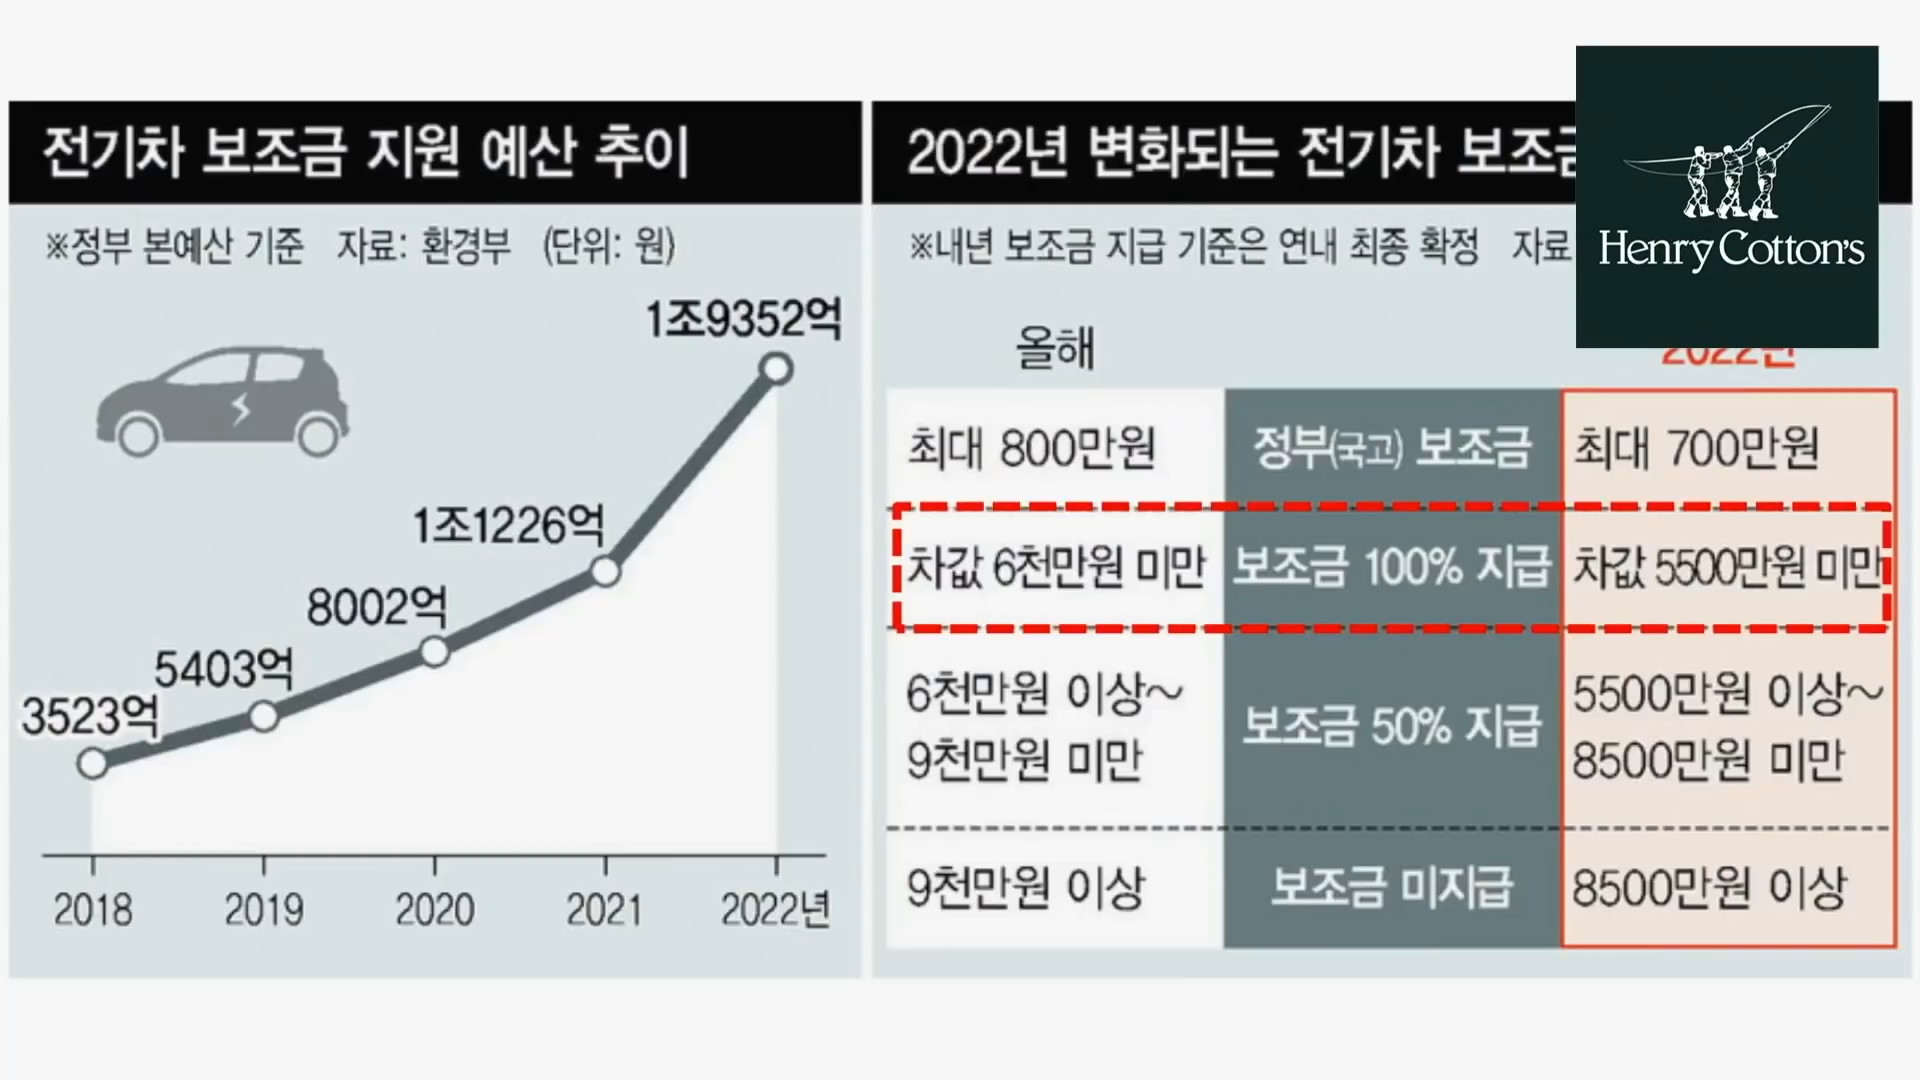 전기차 보조금 지원 예산 추이
※정부 본예산 기준 자료: 환경부 (단위: 원)
1조9352억
1조1226억
8002억
5403억
3523억
2018 2019 2020 2021 2022년
2022년 변화되는 전기차
※내년 보조금 지급 기준은 연내 최종 확정 자료
Henry Cotton's
올해
최대 800만원 정부(국고) 보조금 최대 700만원
차값 6천만원 미만 보조금 100% 지급 차값 5500만원 미만
6천만원 이상~
9천만원 미만
보조금 50% 지급
5500만원 이상~
8500만원 미만
9천만원 이상 보조금 미지급 8500만원 이상